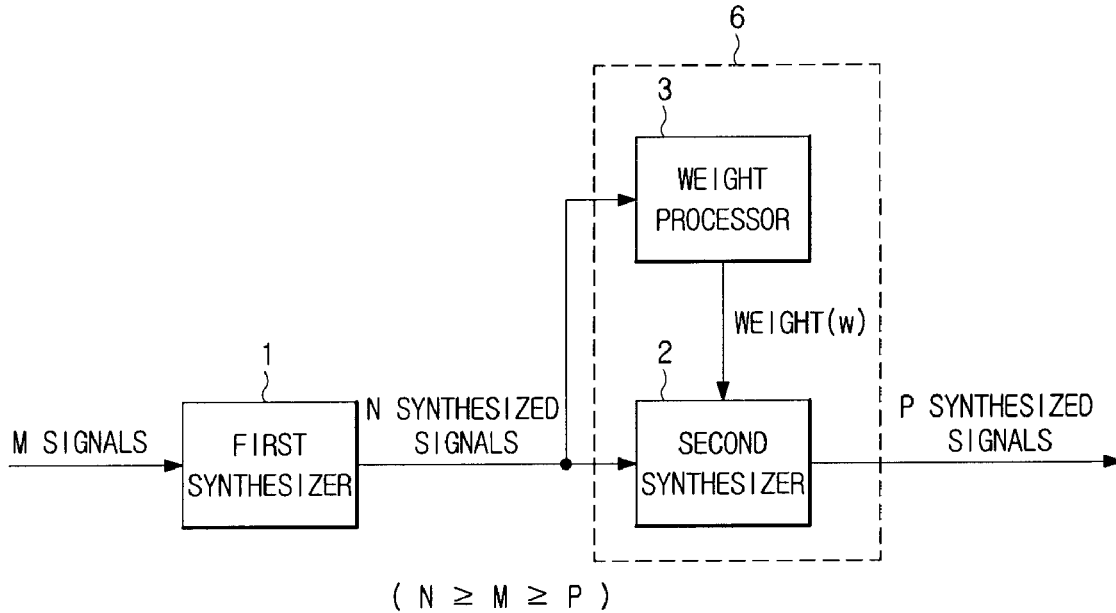 6
3
WEIGHT
PROCESSOR
WEIGHT(w)
1
2
M SIGNALS
FIRST
SYNTHESIZER
N SYNTHESIZED
SIGNALS
SECOND
SYNTHESIZER
P SYNTHESIZED
SIGNALS
( N ≥ M ≥ P )